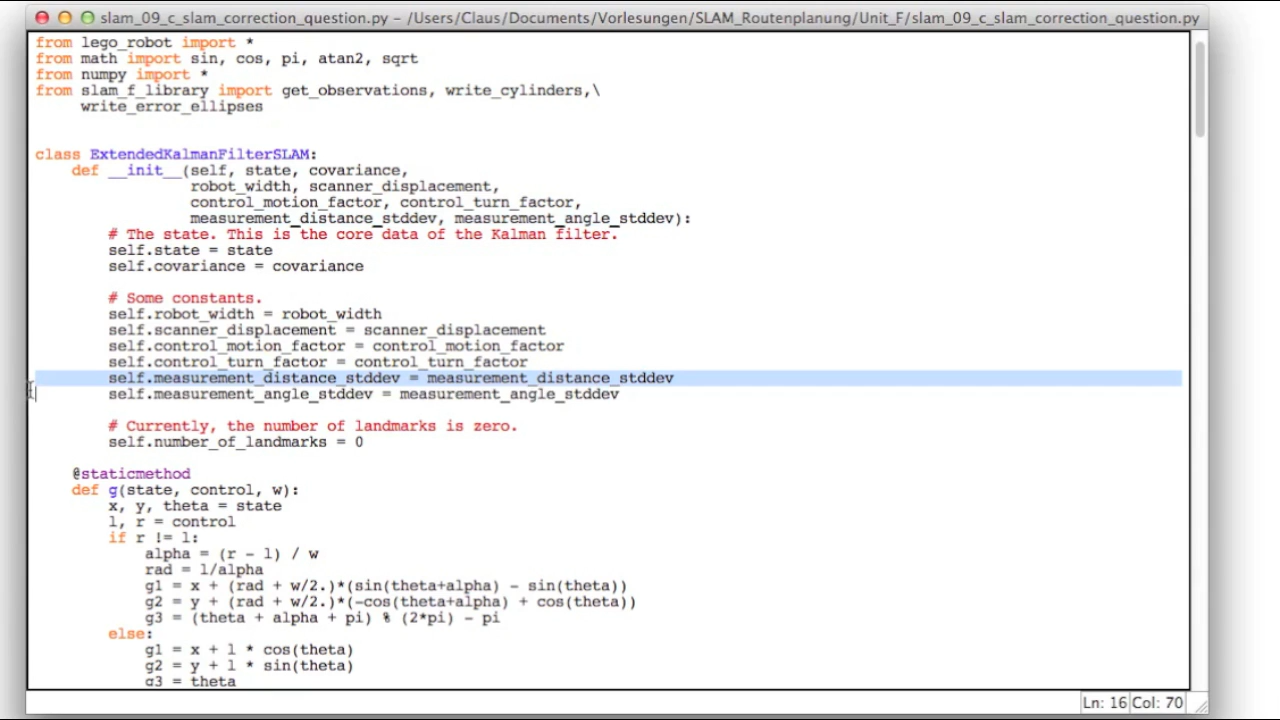 slam_09_c_slam_correction_question.py – /Users/Claus/Documents/Vorlesungen/SLAM_Routenplanung/Unit_F/slam_09_c_slam_correction_question.py
from lego_robot import *
from math import sin, cos, pi, atan2, sqrt
from numpy import *
from slam_f_library import get_observations, write_cylinders,\
    write_error_ellipses
class ExtendedKalmanFilterSLAM:
    def __init__(self, state, covariance,
                 robot_width, scanner_displacement,
                 control_motion_factor, control_turn_factor,
                 measurement_distance_stddev, measurement_angle_stddev):
        # The state. This is the core data of the Kalman filter.
        self.state = state
        self.covariance = covariance
        # Some constants.
        self.robot_width = robot_width
        self.scanner_displacement = scanner_displacement
        self.control_motion_factor = control_motion_factor
        self.control_turn_factor = control_turn_factor
        self.measurement_distance_stddev = measurement_distance_stddev
        self.measurement_angle_stddev = measurement_angle_stddev
        # Currently, the number of landmarks is zero.
        self.number_of_landmarks = 0
    @staticmethod
    def g(state, control, w):
        x, y, theta = state
        l, r = control
        if r != l:
            alpha = (r - l) / w
            rad = l/alpha
            g1 = x + (rad + w/2.)*(sin(theta+alpha) - sin(theta))
            g2 = y + (rad + w/2.)*(-cos(theta+alpha) + cos(theta))
            g3 = (theta + alpha + pi) % (2*pi) - pi
        else:
            g1 = x + l * cos(theta)
            g2 = y + l * sin(theta)
            g3 = theta
Ln: 16 Col: 70